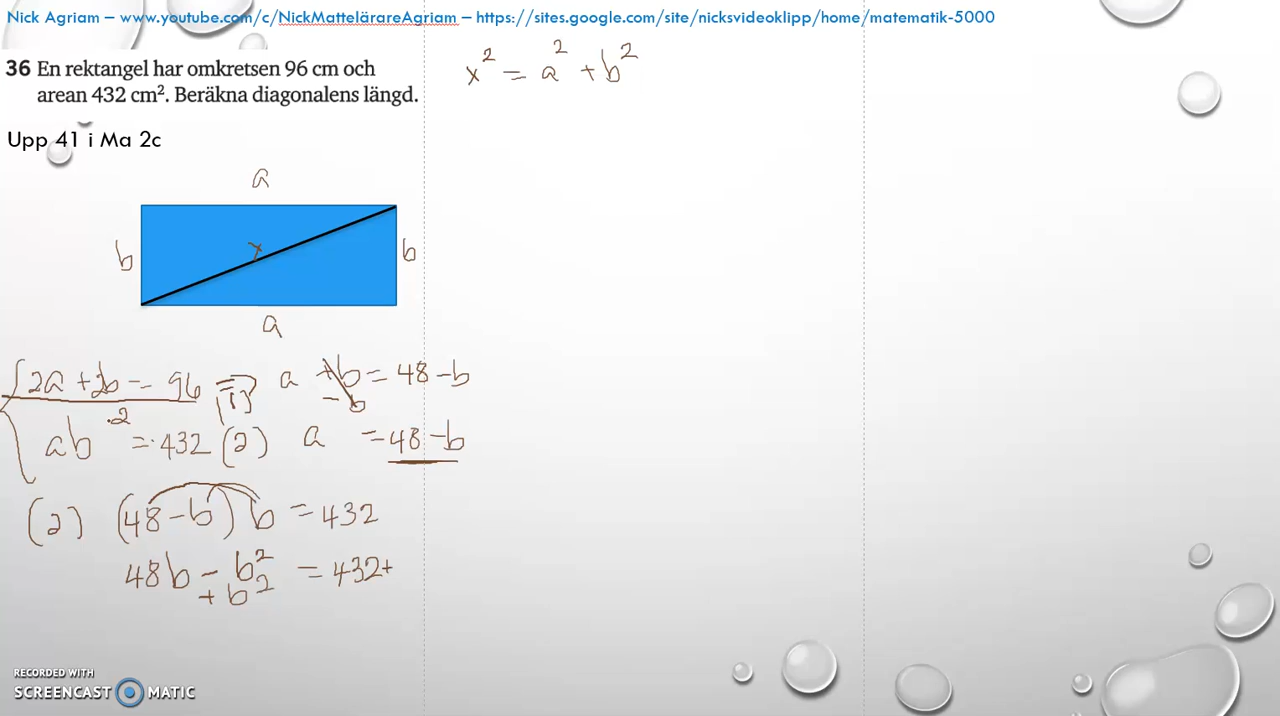 Nick Agriam – www.youtube.com/c/NickMattelärareAgriam – https://sites.google.com/site/nicksvideoklipp/home/matematik-5000
36 En rektangel har omkretsen 96 cm och
arean 432 cm². Beräkna diagonalens längd.
Upp 41 i Ma 2c
x² = a² + b²
a
b
x
b
a
2a + 2b = 96 (1) a + b = 48 - b
- b
ab = 432 (2) a = 48 - b
(2) (48 - b) b = 432
48b - b² = 432+
+ b²
RECORDED WITH
SCREENCAST MATIC